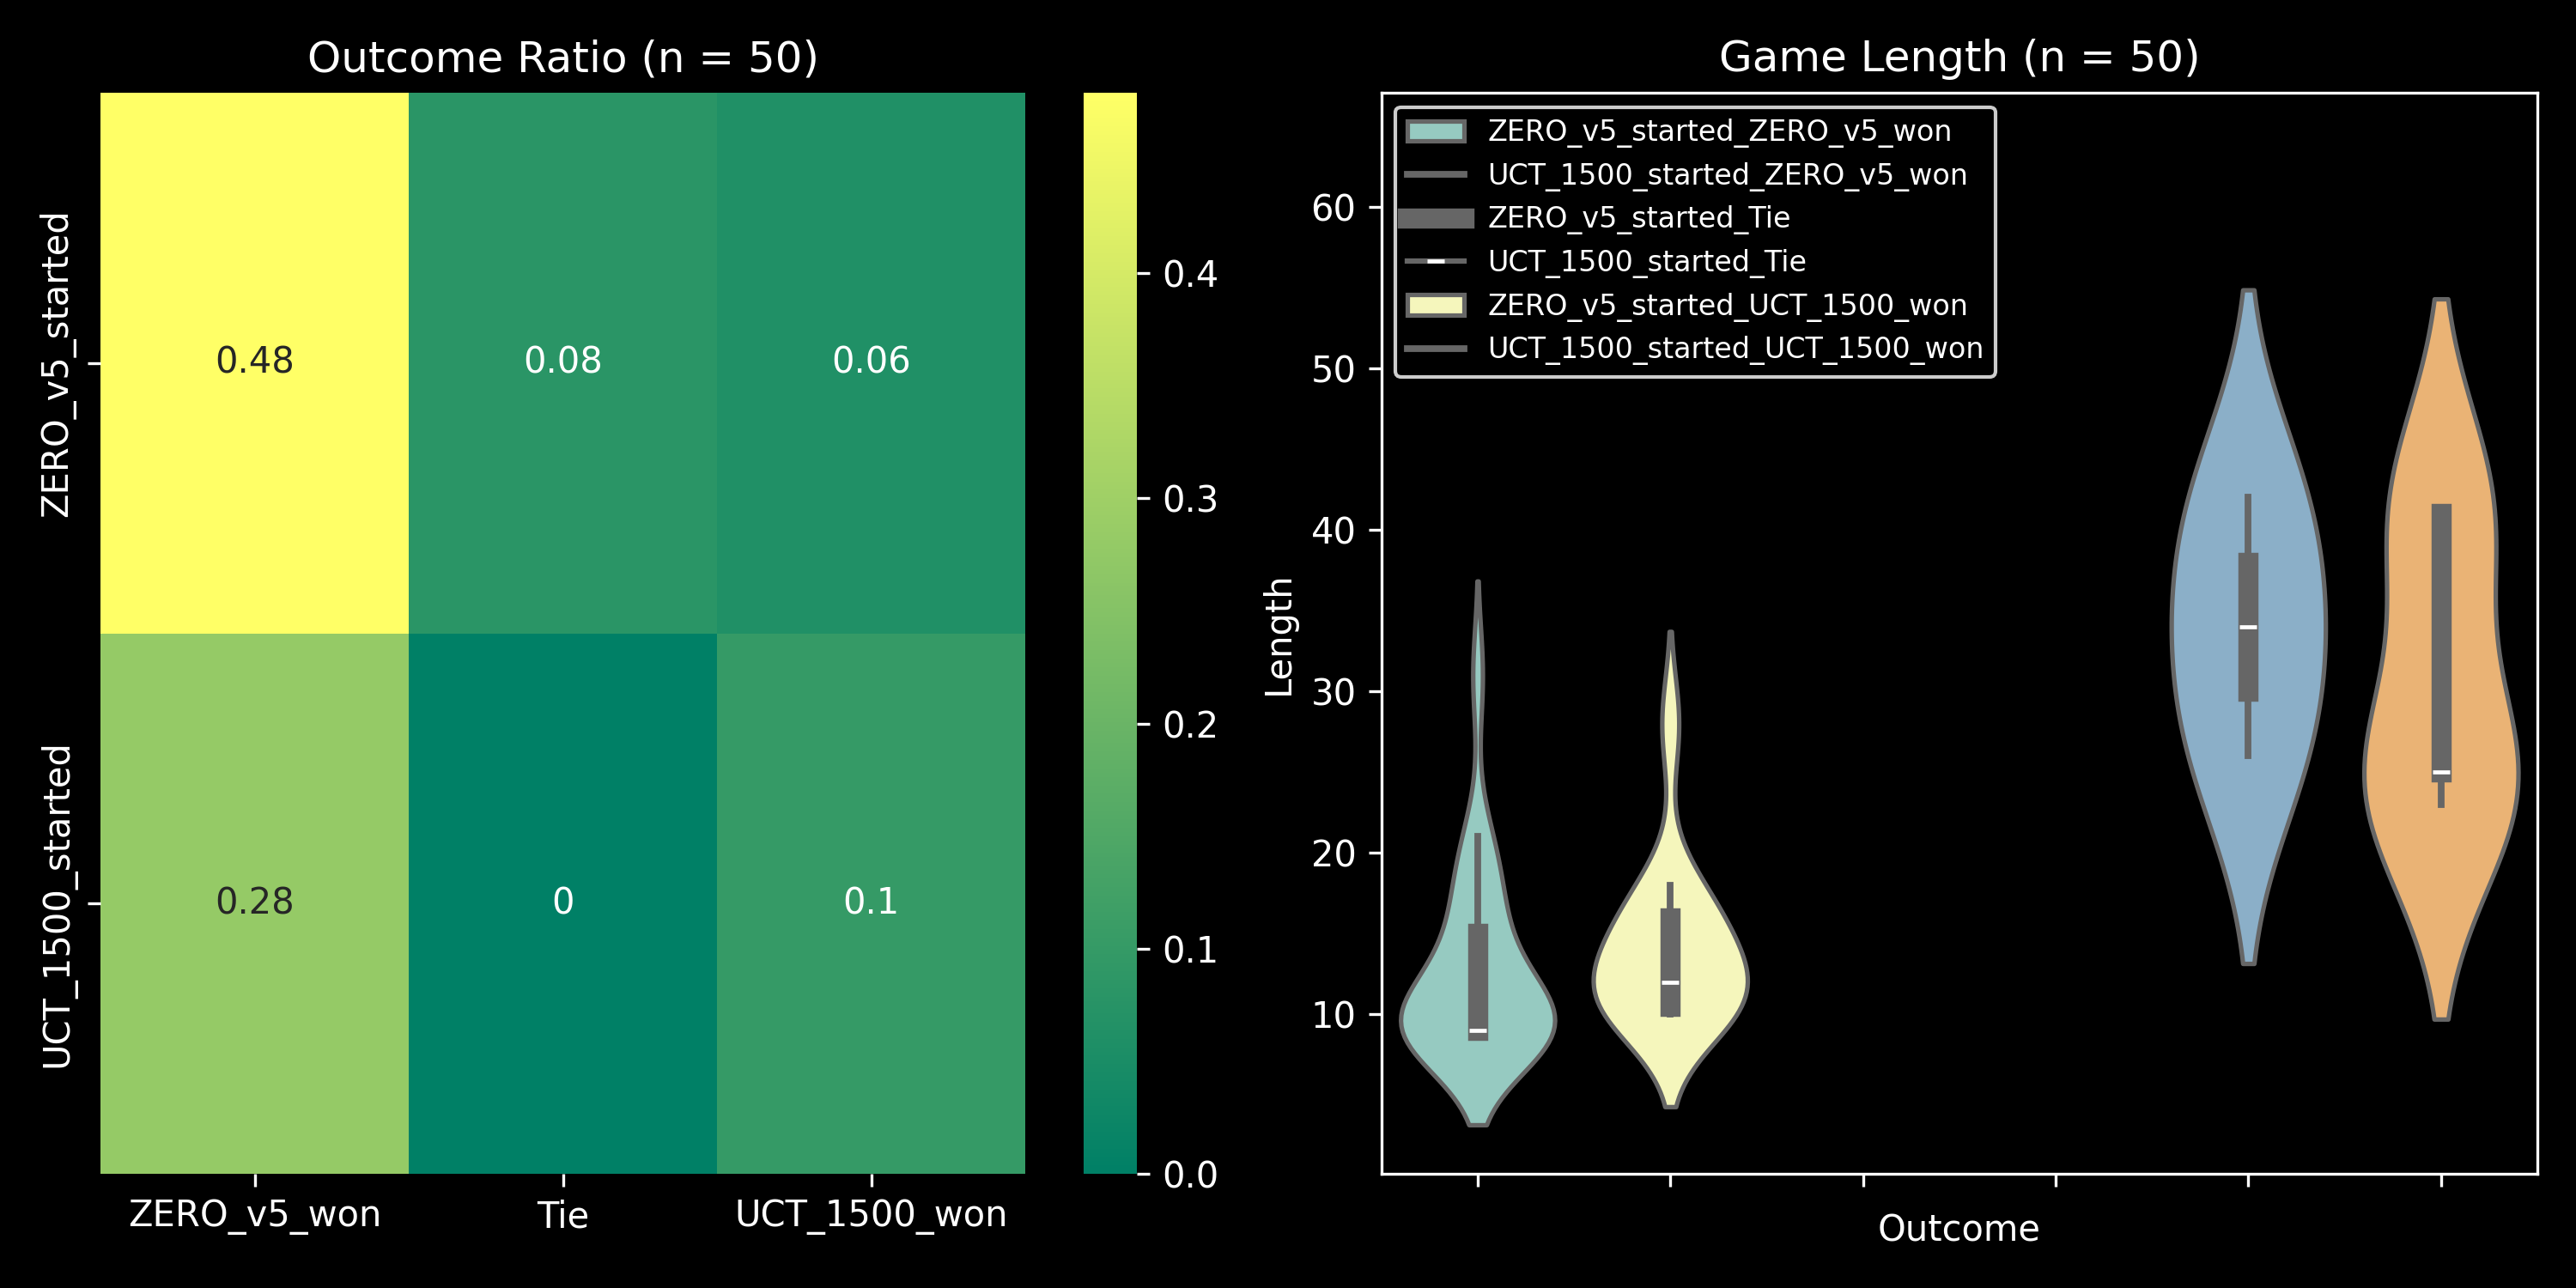 Outcome Ratio (n = 50)
ZERO_v5_started
UCT_1500_started
0.48
0.08
0.06
0.28
0
0.1
ZERO_v5_won
Tie
UCT_1500_won
0.4
0.3
0.2
0.1
0.0
Game Length (n = 50)
ZERO_v5_started_ZERO_v5_won
UCT_1500_started_ZERO_v5_won
ZERO_v5_started_Tie
UCT_1500_started_Tie
ZERO_v5_started_UCT_1500_won
UCT_1500_started_UCT_1500_won
Length
60
50
40
30
20
10
Outcome